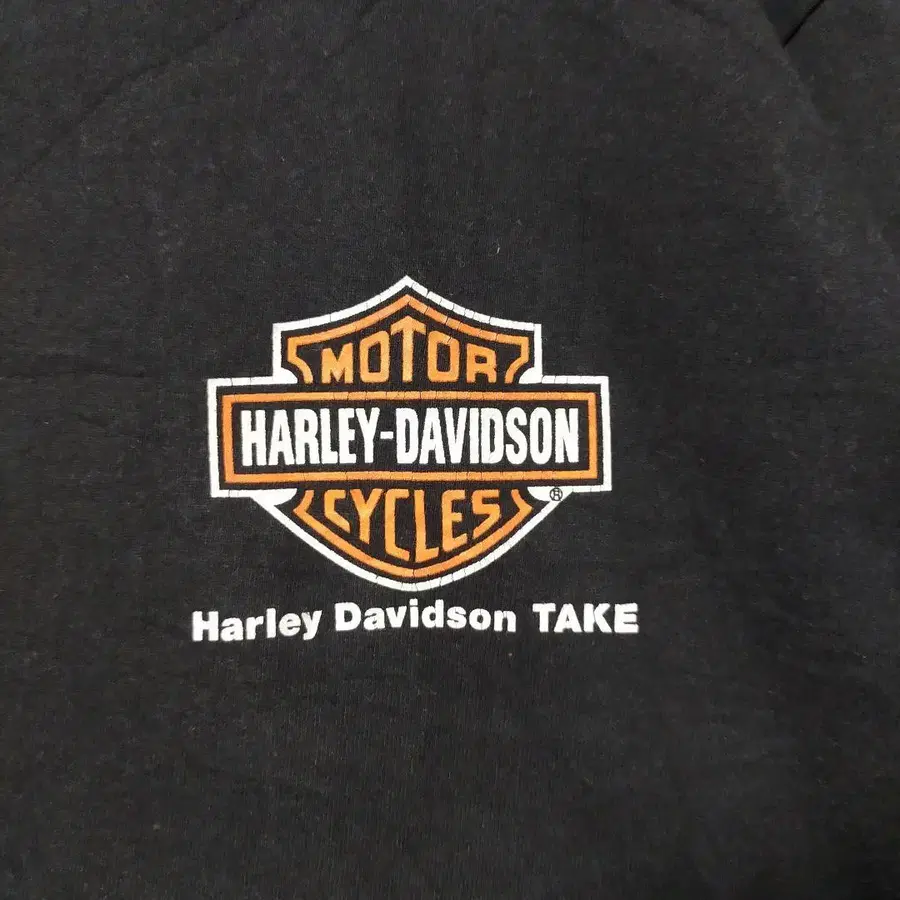 MOTOR
HARLEY-DAVIDSON
CYCLES
®
Harley Davidson TAKE